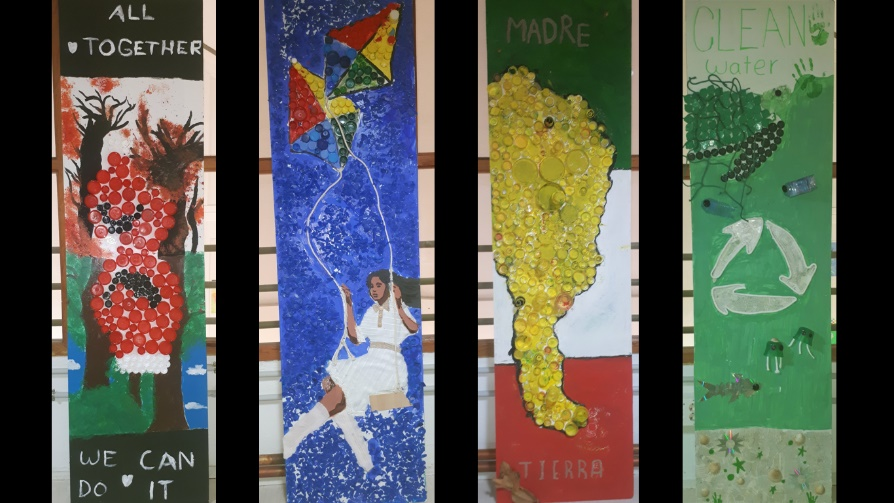 ALL
TOGETHER
WE CAN
DO IT
MADRE
TIERRA
CLEAN
water